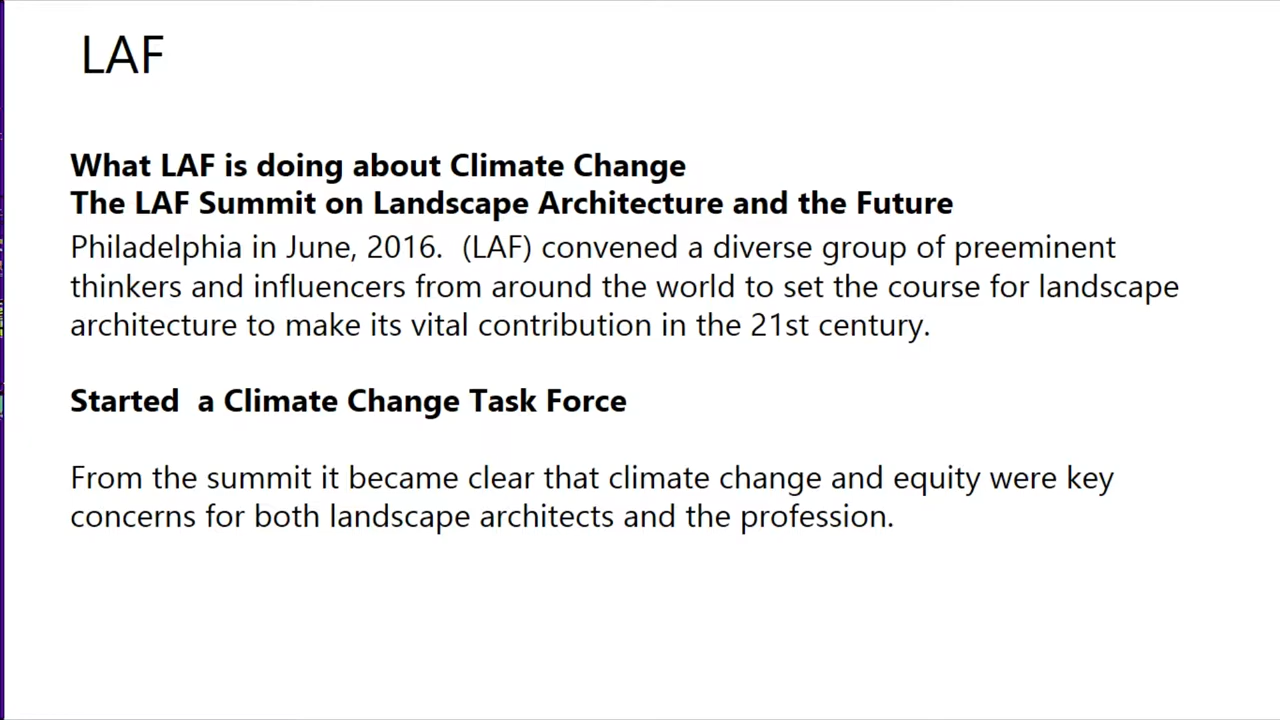 LAF
What LAF is doing about Climate Change
The LAF Summit on Landscape Architecture and the Future
Philadelphia in June, 2016.  (LAF) convened a diverse group of preeminent
thinkers and influencers from around the world to set the course for landscape
architecture to make its vital contribution in the 21st century.
Started  a Climate Change Task Force
From the summit it became clear that climate change and equity were key
concerns for both landscape architects and the profession.